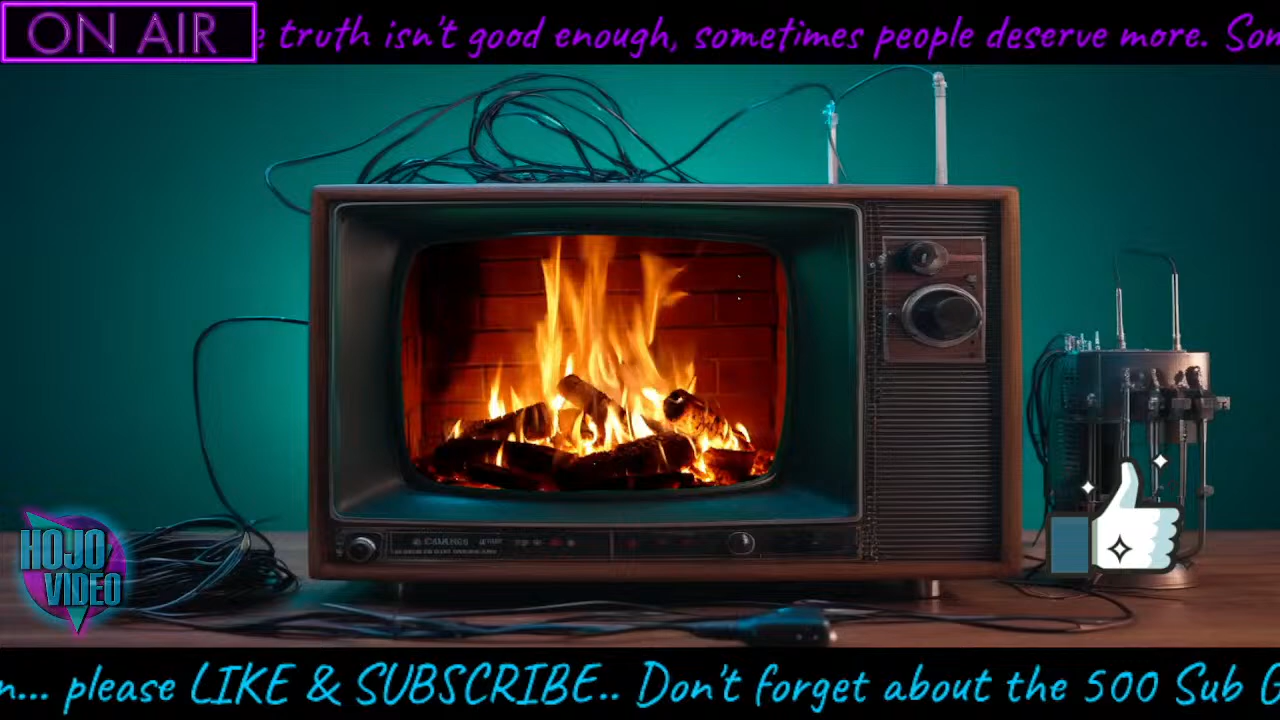 ON AIR
truth isn't good enough, sometimes people deserve more. Som
HOJO
VIDEO
n... please LIKE & SUBSCRIBE.. Don't forget about the 500 Sub G